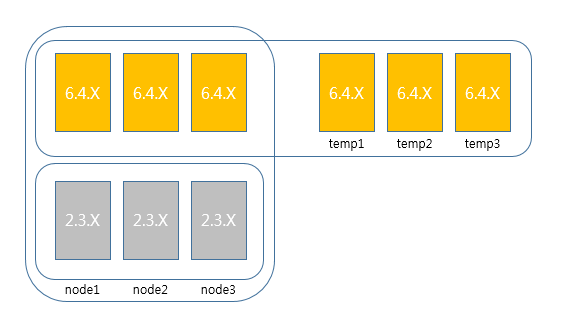 6.4.X 6.4.X 6.4.X 6.4.X 6.4.X 6.4.X
temp1 temp2 temp3
2.3.X 2.3.X 2.3.X
node1 node2 node3